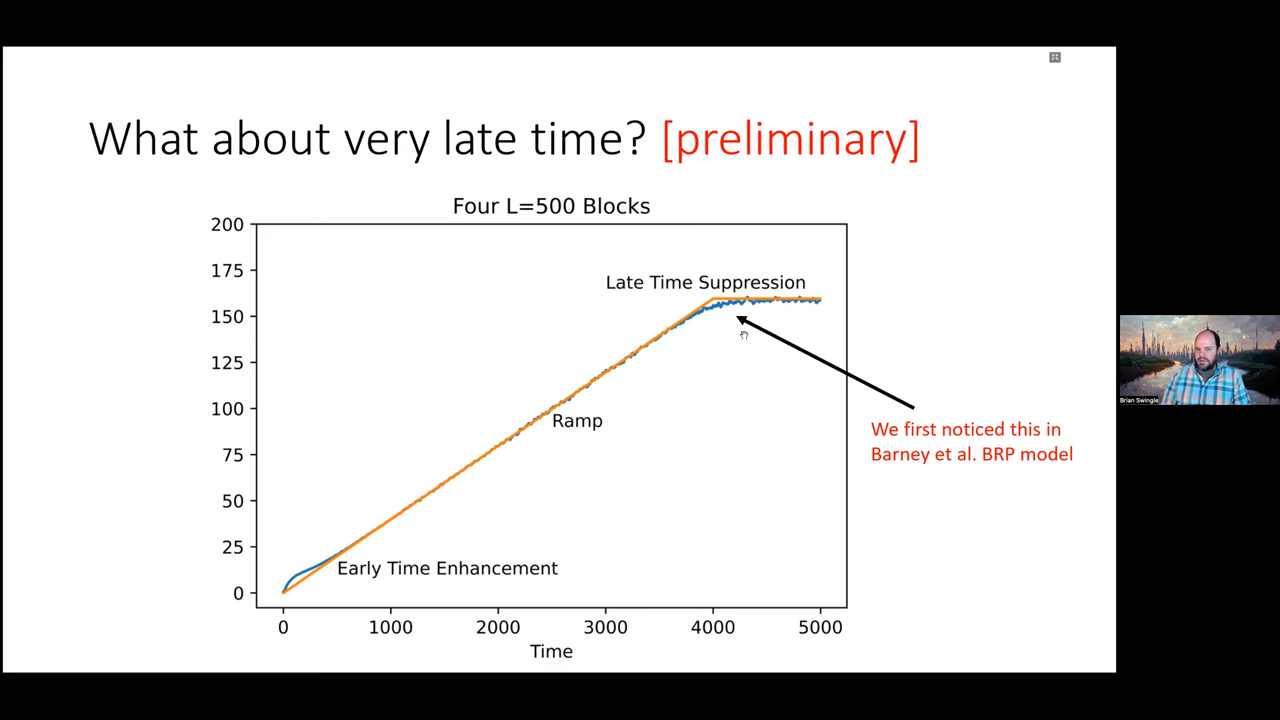 What about very late time? [preliminary]
Four L=500 Blocks
200
175
150
125
100
75
50
25
0
Late Time Suppression
Ramp
Early Time Enhancement
We first noticed this in
Barney et al. BRP model
0 1000 2000 3000 4000 5000
Time
Brian Swingle